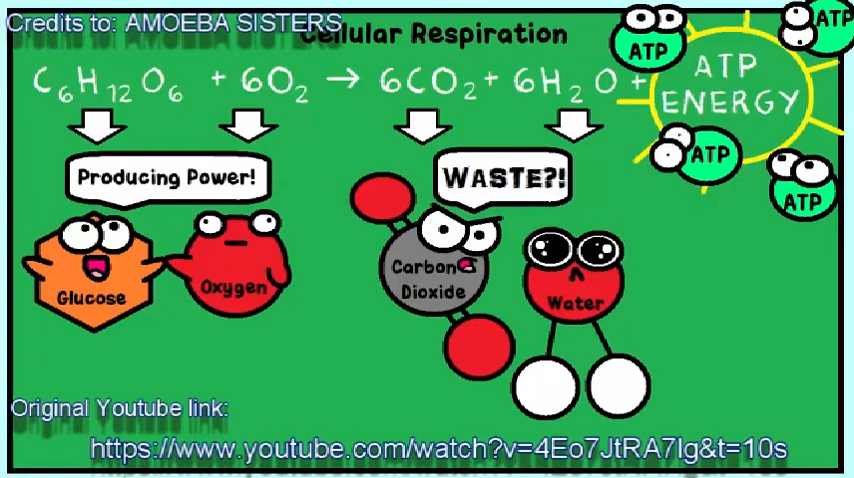 Credits to: AMOEBA SISTERS
Cellular Respiration
C6H12O6 + 6O2 → 6CO2 + 6H2O +
ATP
ENERGY
ATP
ATP
ATP
ATP
Producing Power!
WASTE?!
Glucose
Oxygen
Carbon
Dioxide
Water
Original Youtube link:
https://www.youtube.com/watch?v=4Eo7JtRA7lg&t=10s